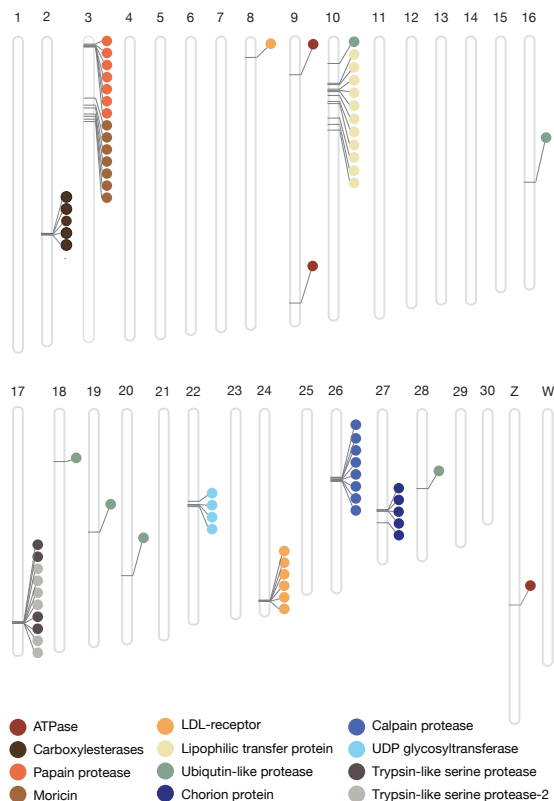 1 2 3 4 5 6 7 8 9 10 11 12 13 14 15 16
17 18 19 20 21 22 23 24 25 26 27 28 29 30 Z W
ATPase
Carboxylesterases
Papain protease
Moricin
LDL-receptor
Lipophilic transfer protein
Ubiqutin-like protease
Chorion protein
Calpain protease
UDP glycosyltransferase
Trypsin-like serine protease
Trypsin-like serine protease-2